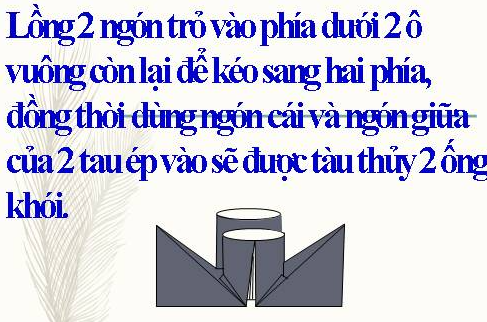 Lồng 2 ngón trỏ vào phía dưới 2 ô
vuông còn lại để kéo sang hai phía,
đồng thời dùng ngón cái và ngón giữa
của 2 tau ép vào sẽ được tàu thủy 2 ống
khói.